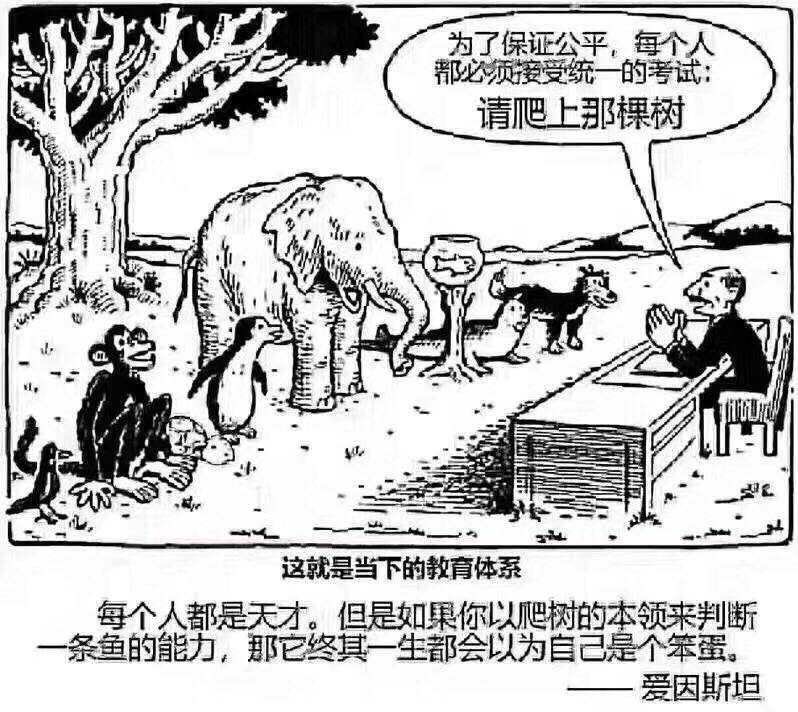 为了保证公平，每个人
都必须接受统一的考试：
请爬上那棵树
这就是当下的教育体系
每个人都是天才。但是如果你以爬树的本领来判断
一条鱼的能力，那它终其一生都会以为自己是个笨蛋。
—— 爱因斯坦